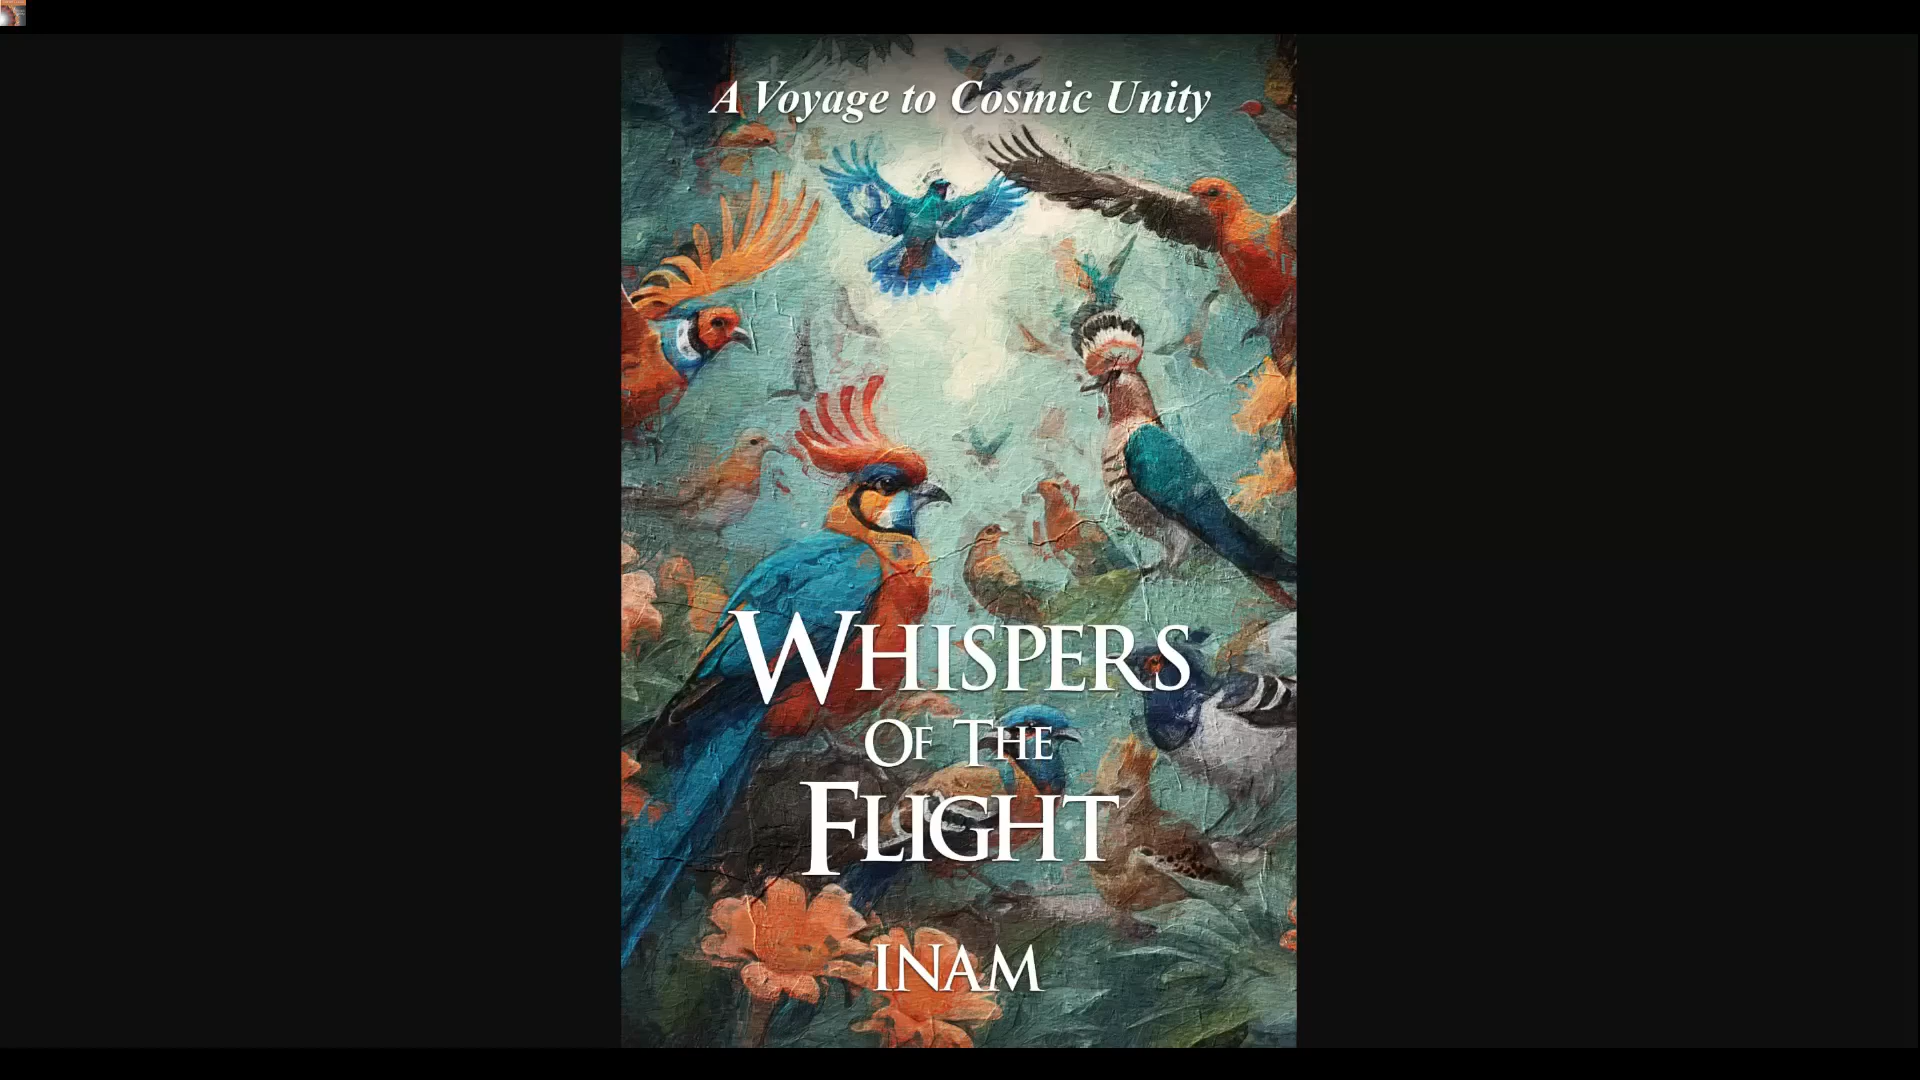 A Voyage to Cosmic Unity
WHISPERS
OF THE
FLIGHT
INAM